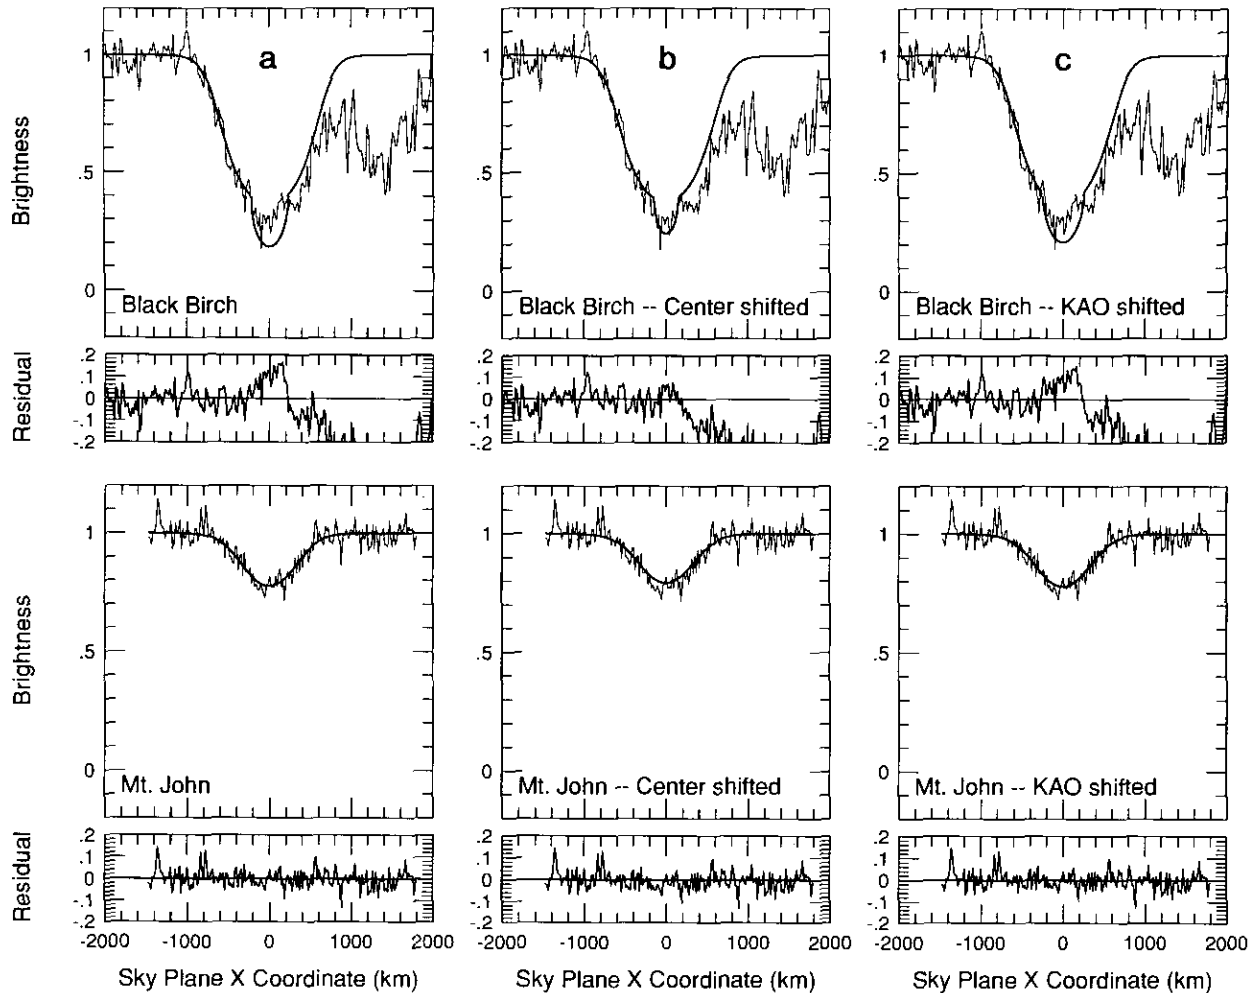 a
b
c
Brightness
1
.5
0
1
.5
0
1
.5
0
Black Birch
Black Birch -- Center shifted
Black Birch -- KAO shifted
Residual
.2
.1
0
-.1
-.2
.2
.1
0
-.1
-.2
.2
.1
0
-.1
-.2
Brightness
1
.5
0
1
.5
0
1
.5
0
Mt. John
Mt. John -- Center shifted
Mt. John -- KAO shifted
Residual
.2
.1
0
-.1
-.2
.2
.1
0
-.1
-.2
.2
.1
0
-.1
-.2
-2000 -1000 0 1000 2000
-2000 -1000 0 1000 2000
-2000 -1000 0 1000 2000
Sky Plane X Coordinate (km)
Sky Plane X Coordinate (km)
Sky Plane X Coordinate (km)